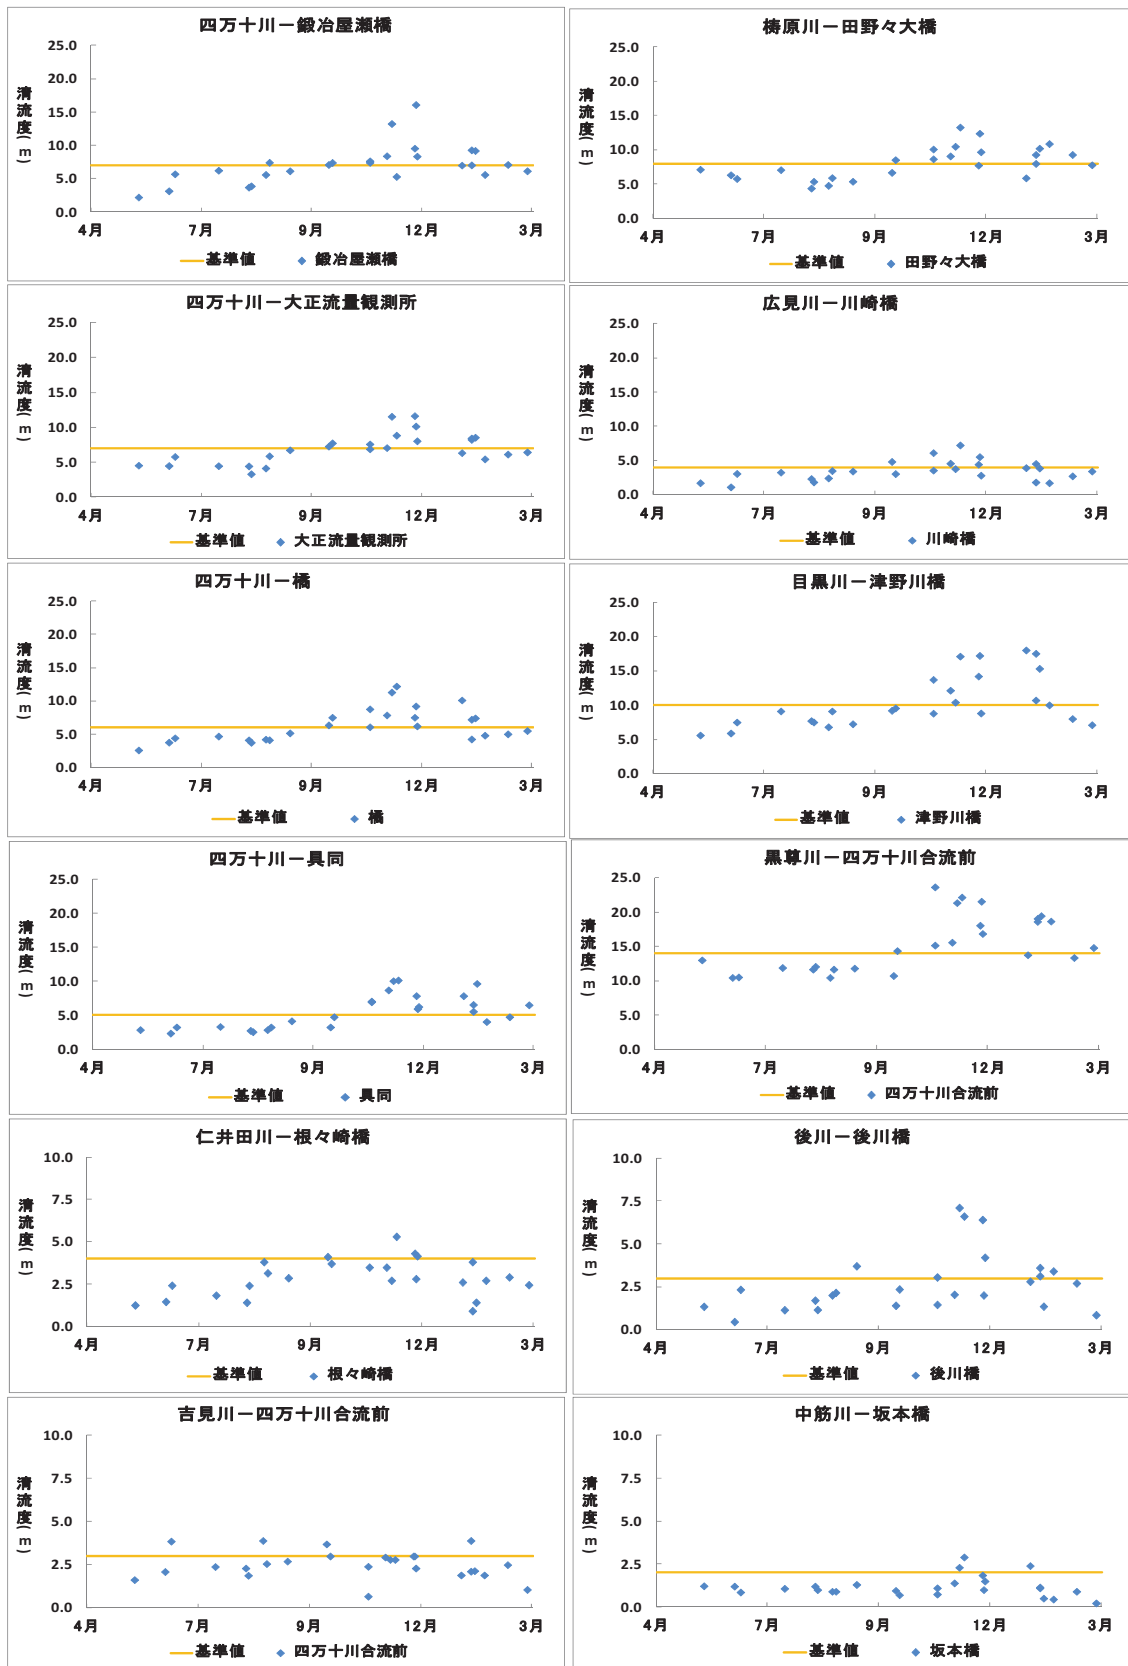 四万十川－鍛冶屋瀬橋
清流度(m)
25.0
20.0
15.0
10.0
5.0
0.0
4月 7月 9月 12月 3月
基準値 鍛冶屋瀬橋
梼原川－田野々大橋
清流度(m)
25.0
20.0
15.0
10.0
5.0
0.0
4月 7月 9月 12月 3月
基準値 田野々大橋
四万十川－大正流量観測所
清流度(m)
25.0
20.0
15.0
10.0
5.0
0.0
4月 7月 9月 12月 3月
基準値 大正流量観測所
広見川－川崎橋
清流度(m)
25.0
20.0
15.0
10.0
5.0
0.0
4月 7月 9月 12月 3月
基準値 川崎橋
四万十川－橘
清流度(m)
25.0
20.0
15.0
10.0
5.0
0.0
4月 7月 9月 12月 3月
基準値 橘
目黒川－津野川橋
清流度(m)
25.0
20.0
15.0
10.0
5.0
0.0
4月 7月 9月 12月 3月
基準値 津野川橋
四万十川－具同
清流度(m)
25.0
20.0
15.0
10.0
5.0
0.0
4月 7月 9月 12月 3月
基準値 具同
黒尊川－四万十川合流前
清流度(m)
25.0
20.0
15.0
10.0
5.0
0.0
4月 7月 9月 12月 3月
基準値 四万十川合流前
仁井田川－根々崎橋
清流度(m)
10.0
7.5
5.0
2.5
0.0
4月 7月 9月 12月 3月
基準値 根々崎橋
後川－後川橋
清流度(m)
10.0
7.5
5.0
2.5
0.0
4月 7月 9月 12月 3月
基準値 後川橋
吉見川－四万十川合流前
清流度(m)
10.0
7.5
5.0
2.5
0.0
4月 7月 9月 12月 3月
基準値 四万十川合流前
中筋川－坂本橋
清流度(m)
10.0
7.5
5.0
2.5
0.0
4月 7月 9月 12月 3月
基準値 坂本橋